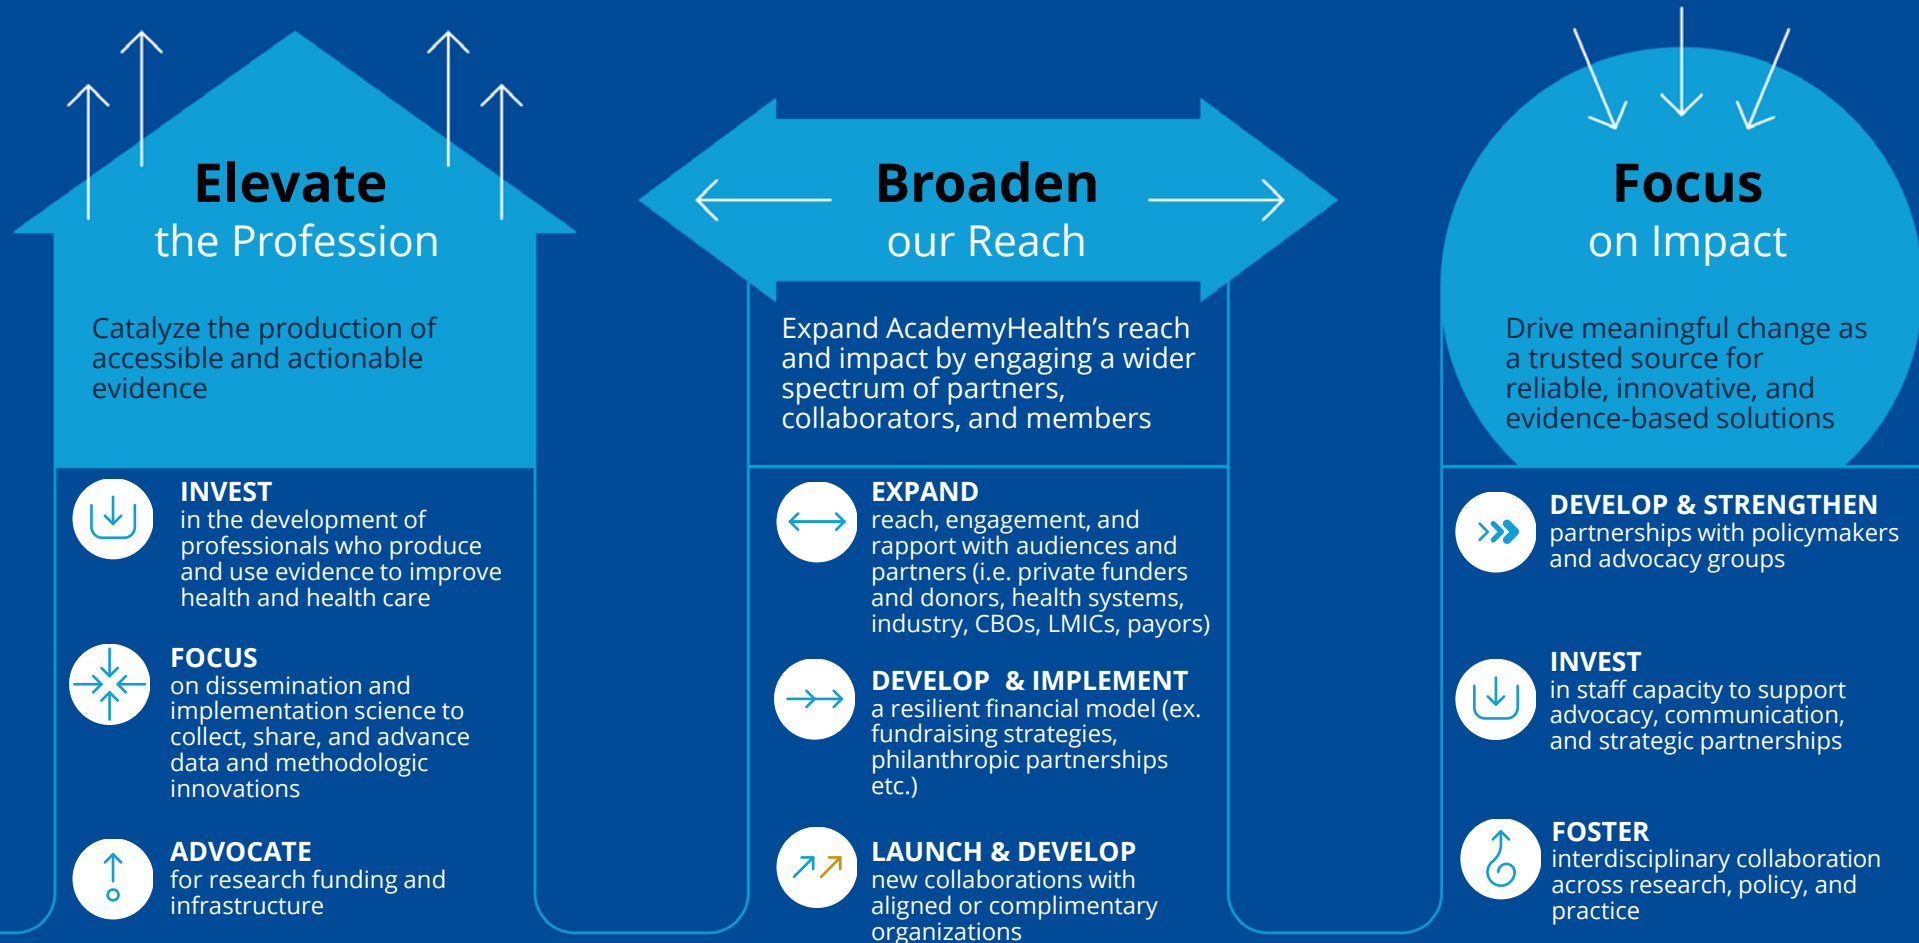 Elevate
the Profession
Catalyze the production of
accessible and actionable
evidence
INVEST
in the development of
professionals who produce
and use evidence to improve
health and health care
FOCUS
on dissemination and
implementation science to
collect, share, and advance
data and methodologic
innovations
ADVOCATE
for research funding and
infrastructure
Broaden
our Reach
Expand AcademyHealth’s reach
and impact by engaging a wider
spectrum of partners,
collaborators, and members
EXPAND
reach, engagement, and
rapport with audiences and
partners (i.e. private funders
and donors, health systems,
industry, CBOs, LMICs, payors)
DEVELOP & IMPLEMENT
a resilient financial model (ex.
fundraising strategies,
philanthropic partnerships
etc.)
LAUNCH & DEVELOP
new collaborations with
aligned or complimentary
organizations
Focus
on Impact
Drive meaningful change as
a trusted source for
reliable, innovative, and
evidence-based solutions
DEVELOP & STRENGTHEN
partnerships with policymakers
and advocacy groups
INVEST
in staff capacity to support
advocacy, communication,
and strategic partnerships
FOSTER
interdisciplinary collaboration
across research, policy, and
practice